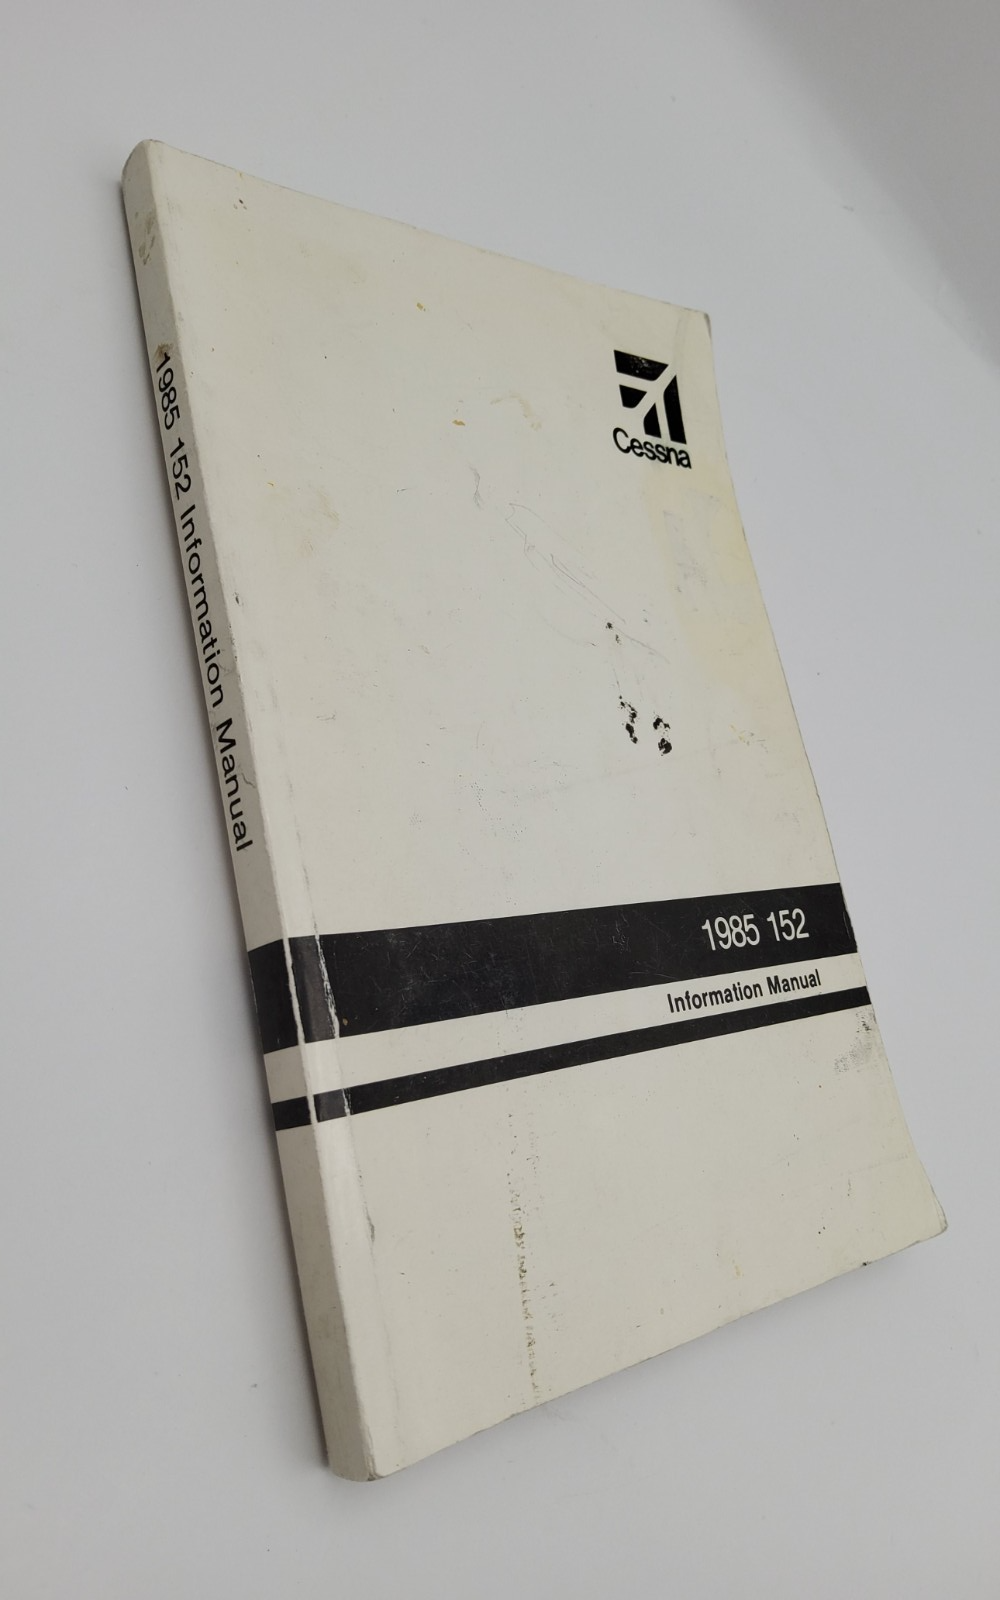 1985 152 Information Manual
Cessna
1985 152
Information Manual